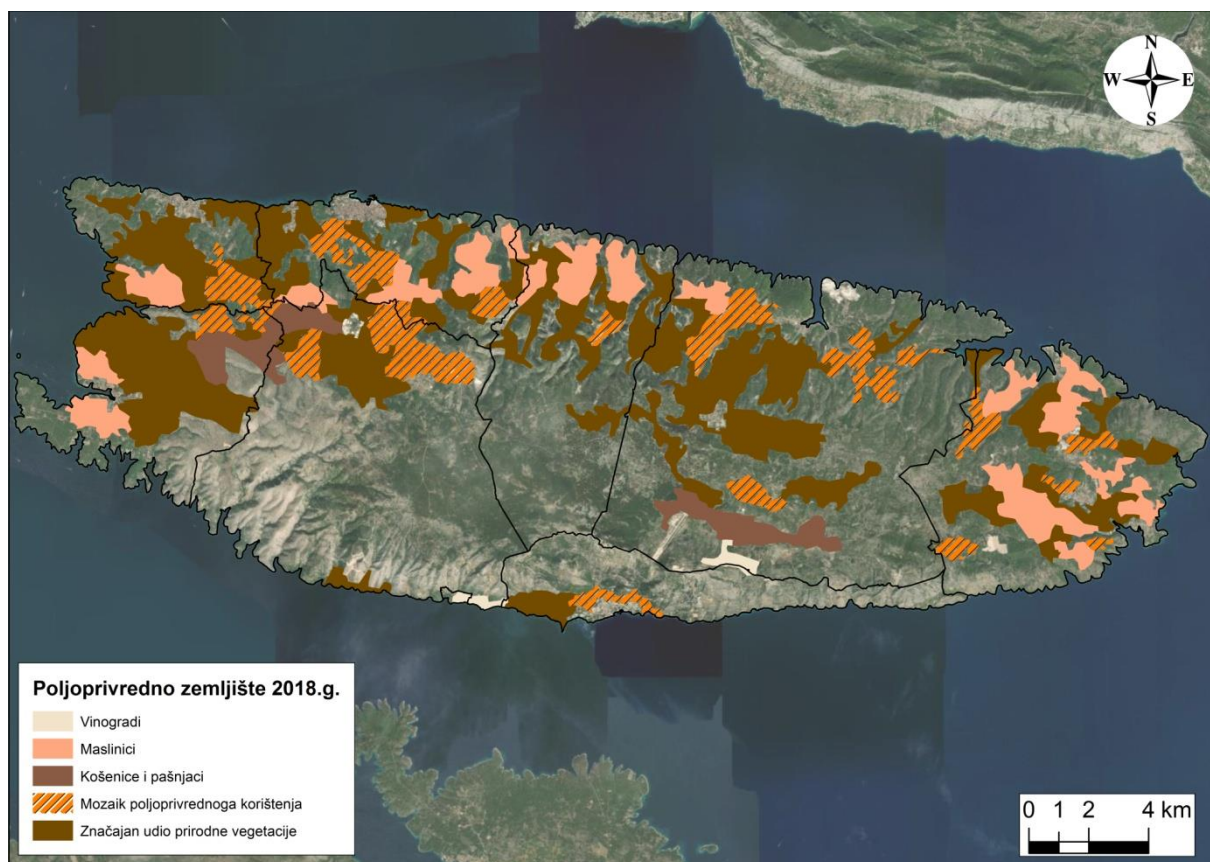 N
W E
S
Poljoprivredno zemljište 2018.g.
Vinogradi
Maslinici
Košenice i pašnjaci
Mozaik poljoprivrednoga korištenja
Značajan udio prirodne vegetacije
0 1 2 4 km